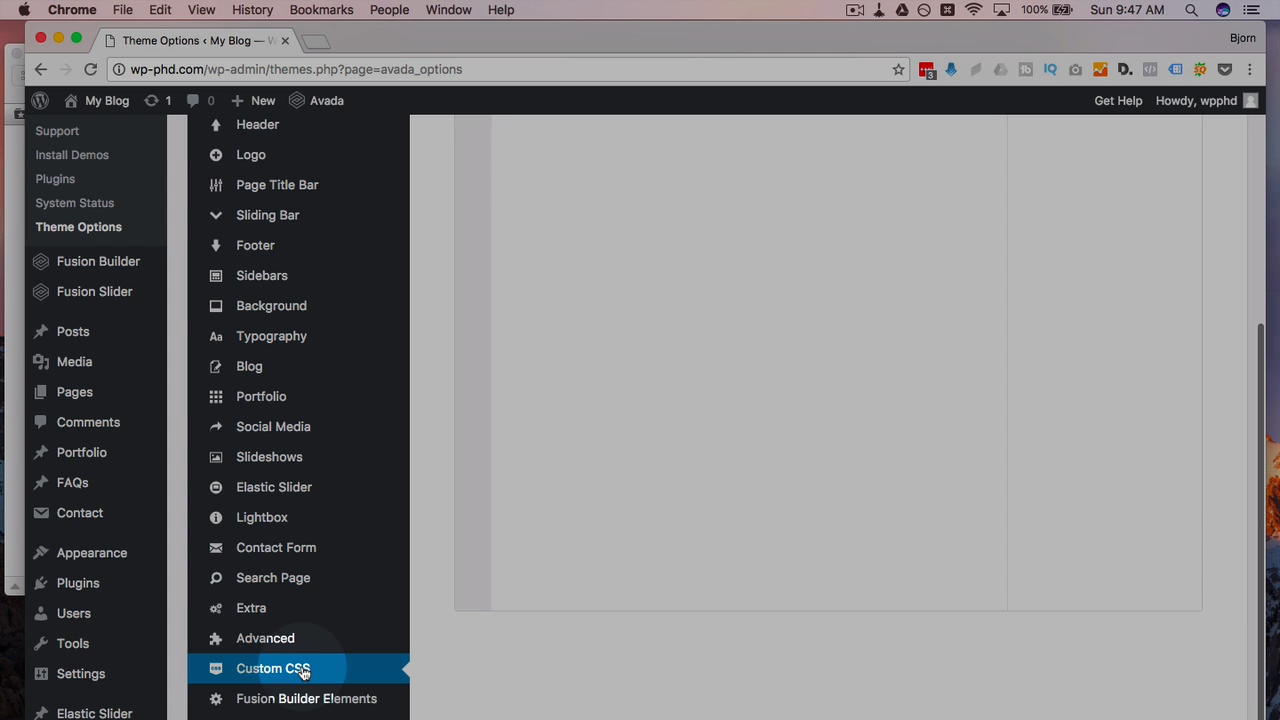 Chrome File Edit View History Bookmarks People Window Help 100% Sun 9:47 AM
Theme Options ‹ My Blog — W
Bjorn
wp-phd.com/wp-admin/themes.php?page=avada_options
3
My Blog 1 0 New Avada Get Help Howdy, wpphd
Support
Install Demos
Plugins
System Status
Theme Options
Fusion Builder
Fusion Slider
Posts
Media
Pages
Comments
Portfolio
FAQs
Contact
Appearance
Plugins
Users
Tools
Settings
Elastic Slider
Header
Logo
Page Title Bar
Sliding Bar
Footer
Sidebars
Background
Aa Typography
Blog
Portfolio
Social Media
Slideshows
Elastic Slider
Lightbox
Contact Form
Search Page
Extra
Advanced
Custom CSS
Fusion Builder Elements